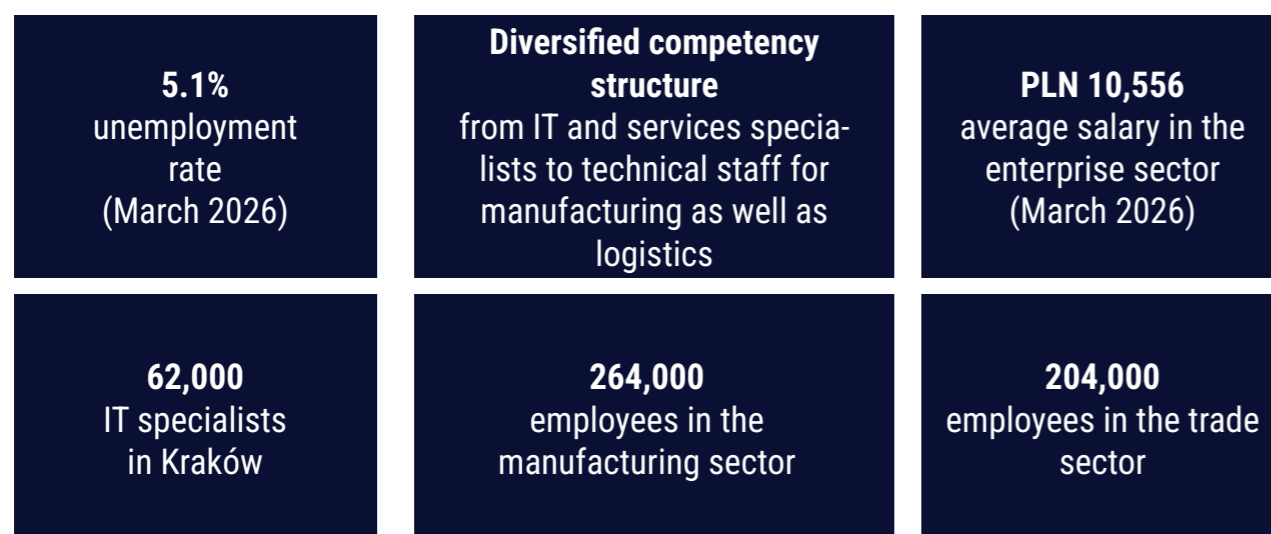 5.1%
unemployment
rate
(March 2026)
Diversified competency
structure
from IT and services specia-
lists to technical staff for
manufacturing as well as
logistics
PLN 10,556
average salary in the
enterprise sector
(March 2026)
62,000
IT specialists
in Kraków
264,000
employees in the
manufacturing sector
204,000
employees in the trade
sector